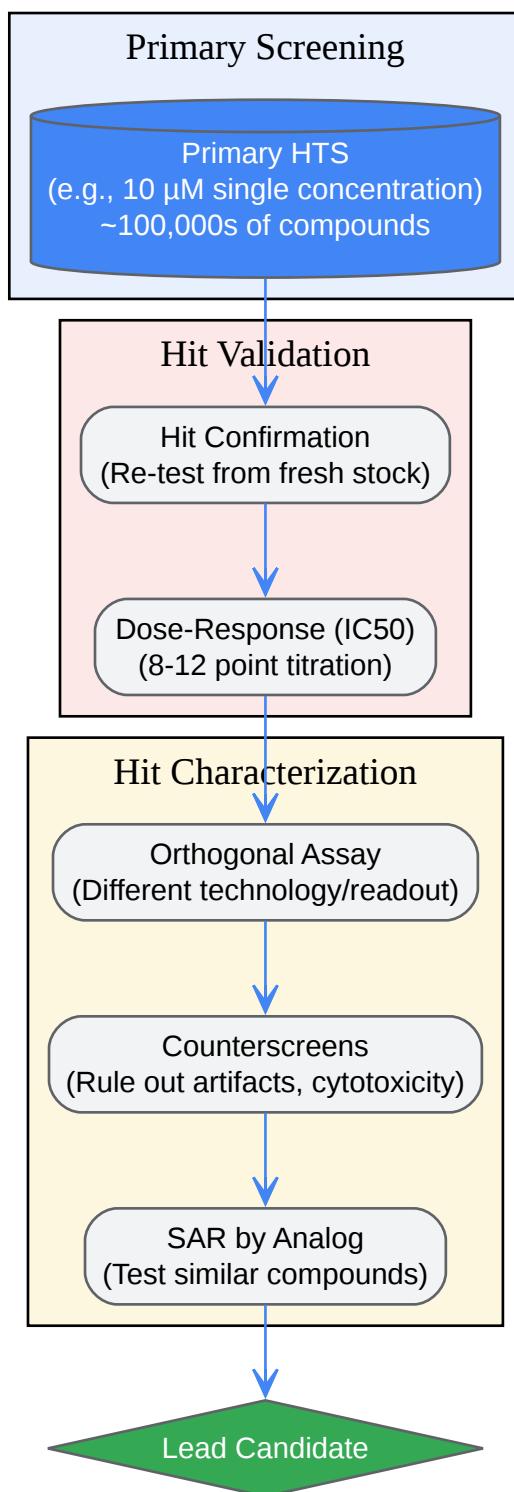 Primary Screening
Primary HTS
(e.g., 10 µM single concentration)
~100,000s of compounds
Hit Validation
Hit Confirmation
(Re-test from fresh stock)
Dose-Response (IC50)
(8-12 point titration)
Hit Characterization
Orthogonal Assay
(Different technology/readout)
Counterscreens
(Rule out artifacts, cytotoxicity)
SAR by Analog
(Test similar compounds)
Lead Candidate